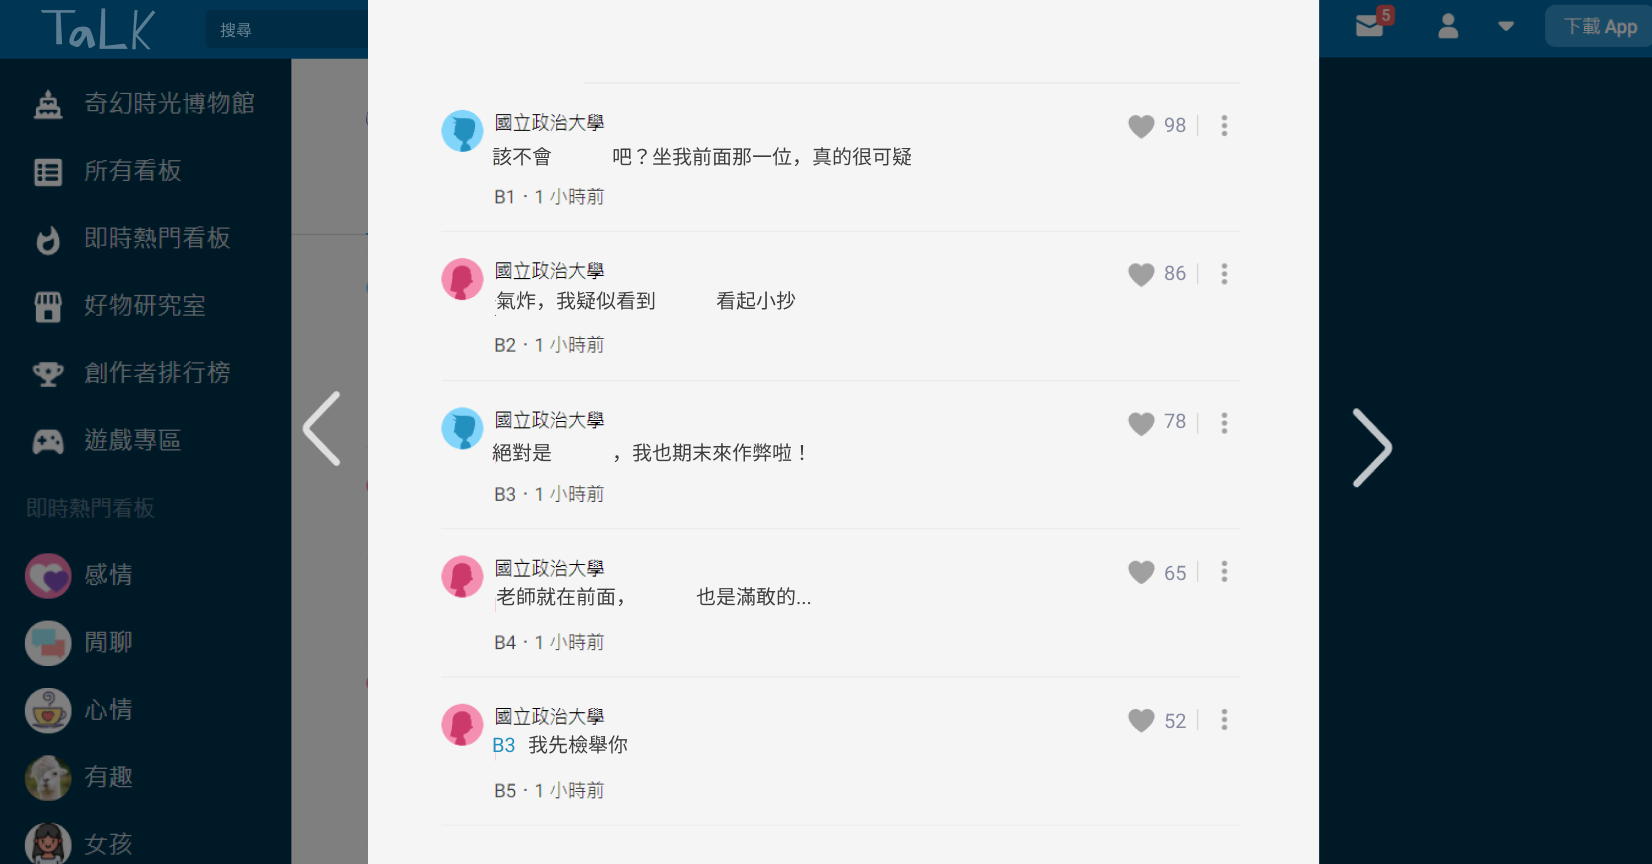 TaLK
搜尋
5
下載 App
奇幻時光博物館
所有看板
即時熱門看板
好物研究室
創作者排行榜
遊戲專區
即時熱門看板
感情
閒聊
心情
有趣
女孩
國立政治大學
98
該不會 吧？坐我前面那一位，真的很可疑
B1 · 1 小時前
國立政治大學
86
氣炸，我疑似看到 看起小抄
B2 · 1 小時前
國立政治大學
78
絕對是 ，我也期末來作弊啦！
B3 · 1 小時前
國立政治大學
65
老師就在前面， 也是滿敢的...
B4 · 1 小時前
國立政治大學
52
B3 我先檢舉你
B5 · 1 小時前